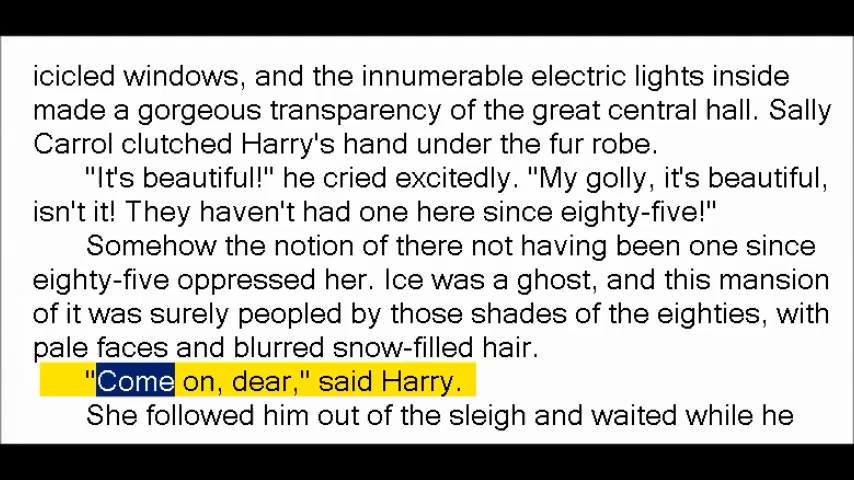 icicled windows, and the innumerable electric lights inside
made a gorgeous transparency of the great central hall. Sally
Carrol clutched Harry's hand under the fur robe.
"It's beautiful!" he cried excitedly. "My golly, it's beautiful,
isn't it! They haven't had one here since eighty-five!"
Somehow the notion of there not having been one since
eighty-five oppressed her. Ice was a ghost, and this mansion
of it was surely peopled by those shades of the eighties, with
pale faces and blurred snow-filled hair.
"Come on, dear," said Harry.
She followed him out of the sleigh and waited while he